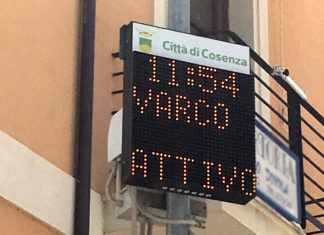 Città di Cosenza
11:54
VARCO
ATTIVO